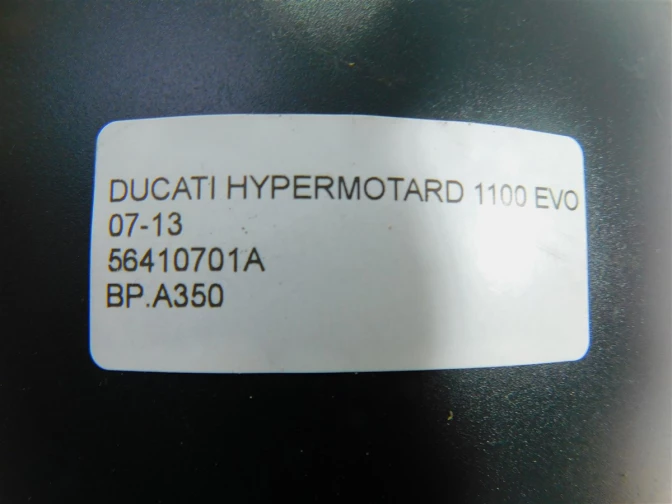 DUCATI HYPERMOTARD 1100 EVO
07-13
56410701A
BP.A350